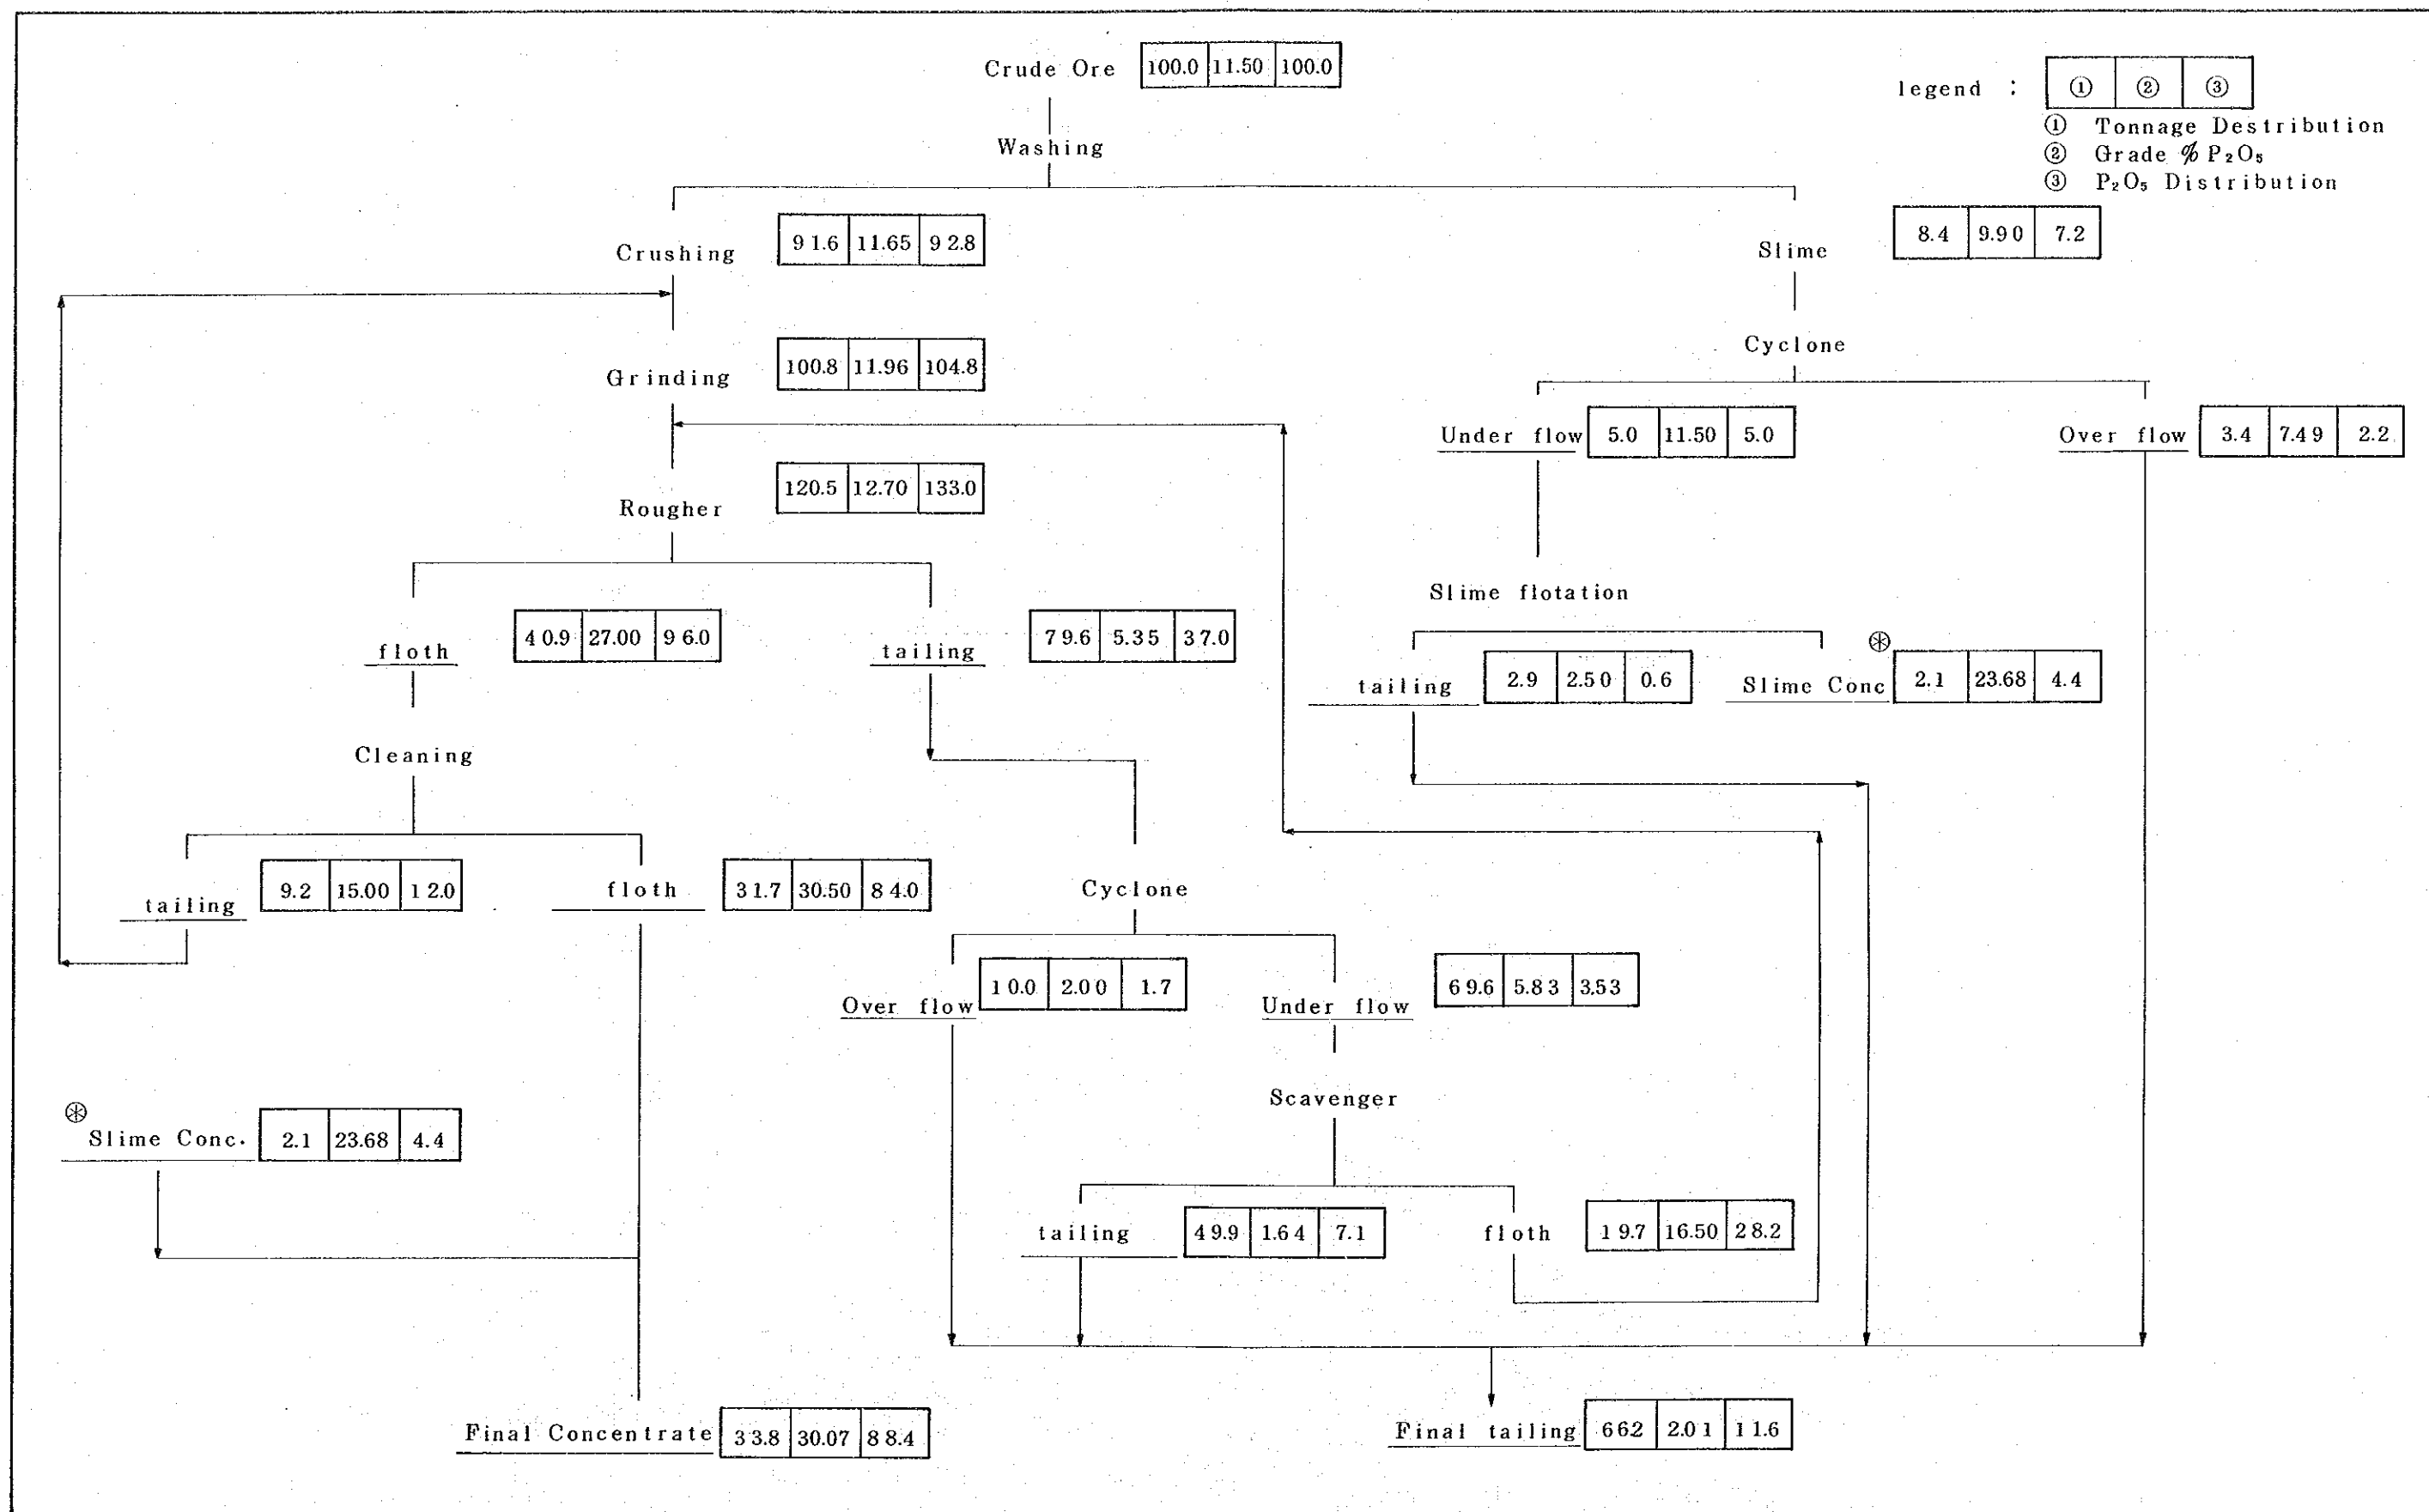 Crude Ore 100.0 11.50 100.0
legend : ① ② ③
① Tonnage Destribution
② Grade % P₂O₅
③ P₂O₅ Distribution
Washing
Crushing 91.6 11.65 92.8
Slime 8.4 9.90 7.2
Grinding 100.8 11.96 104.8
Cyclone
Under flow 5.0 11.50 5.0
Over flow 3.4 7.49 2.2
Rougher 120.5 12.70 133.0
Slime flotation
floth 40.9 27.00 96.0
tailing 79.6 5.35 37.0
tailing 2.9 2.50 0.6
⊛
Slime Conc 2.1 23.68 4.4
Cleaning
tailing 9.2 15.00 12.0
floth 31.7 30.50 84.0
Cyclone
Over flow 10.0 2.00 1.7
Under flow 69.6 5.83 3.53
Scavenger
⊛
Slime Conc. 2.1 23.68 4.4
tailing 49.9 1.64 7.1
floth 19.7 16.50 28.2
Final Concentrate 33.8 30.07 88.4
Final tailing 662 2.01 11.6